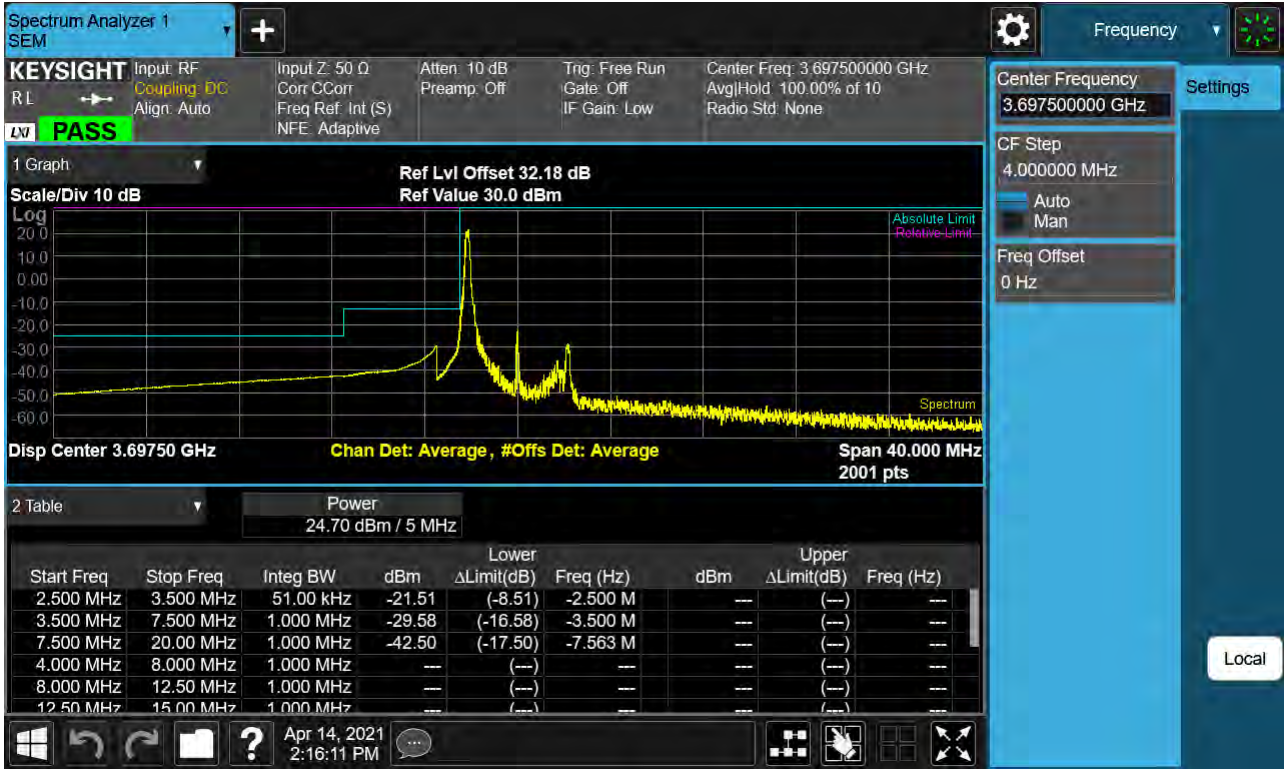 Spectrum Analyzer 1
SEM
Frequency
KEYSIGHT
R L
LXI
PASS
Input: RF
Coupling: DC
Align: Auto
Input Z: 50 Ω
Corr CCorr
Freq Ref: Int (S)
NFE: Adaptive
Atten: 10 dB
Preamp: Off
Trig: Free Run
Gate: Off
IF Gain: Low
Center Freq: 3.697500000 GHz
Avg|Hold: 100.00% of 10
Radio Std: None
Center Frequency
3.697500000 GHz
Settings
CF Step
4.000000 MHz
Auto
Man
Freq Offset
0 Hz
Local
1 Graph
Scale/Div 10 dB
Ref Lvl Offset 32.18 dB
Ref Value 30.0 dBm
Log
Absolute Limit
Relative Limit
20.0
10.0
0.00
-10.0
-20.0
-30.0
-40.0
-50.0
-60.0
Spectrum
Disp Center 3.69750 GHz
Chan Det: Average, #Offs Det: Average
Span 40.000 MHz
2001 pts
2 Table
Power
24.70 dBm / 5 MHz
Lower Upper
Start Freq Stop Freq Integ BW dBm ΔLimit(dB) Freq (Hz) dBm ΔLimit(dB) Freq (Hz)
2.500 MHz 3.500 MHz 51.00 kHz -21.51 (-8.51) -2.500 M --- (---) ---
3.500 MHz 7.500 MHz 1.000 MHz -29.58 (-16.58) -3.500 M --- (---) ---
7.500 MHz 20.00 MHz 1.000 MHz -42.50 (-17.50) -7.563 M --- (---) ---
4.000 MHz 8.000 MHz 1.000 MHz --- (---) --- --- (---) ---
8.000 MHz 12.50 MHz 1.000 MHz --- (---) --- --- (---) ---
12.50 MHz 15.00 MHz 1.000 MHz --- (---) --- --- (---) ---
?
Apr 14, 2021
2:16:11 PM